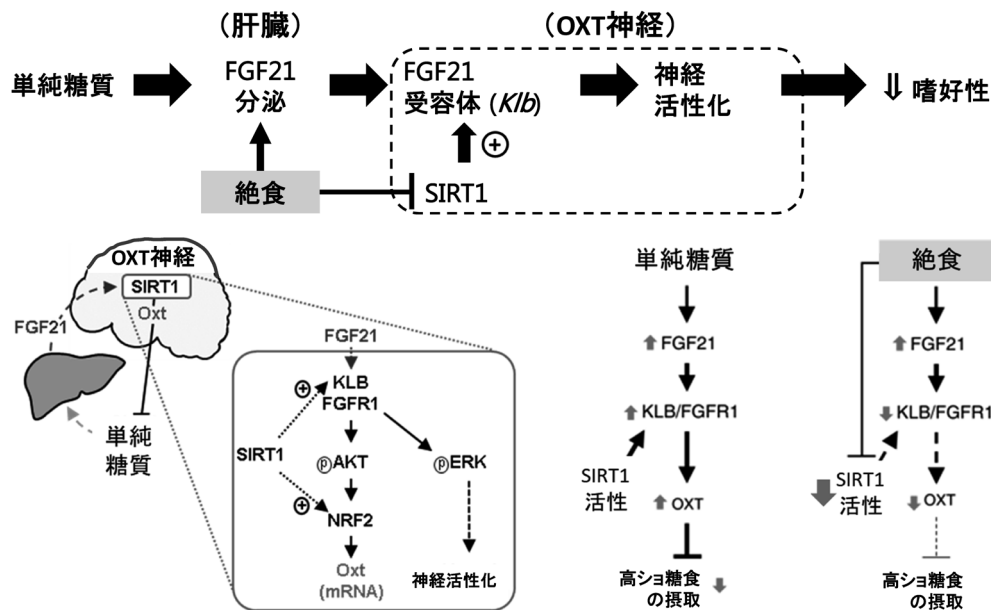 (肝臓)
(OXT神経)
単純糖質
FGF21
分泌
FGF21
受容体 (Klb)
神経
活性化
⇓ 嗜好性
+
絶食
SIRT1
OXT神経
SIRT1
Oxt
FGF21
単純
糖質
FGF21
+
KLB
FGFR1
SIRT1
pAKT
pERK
+
NRF2
Oxt
(mRNA)
神経活性化
単純糖質
FGF21
KLB/FGFR1
SIRT1
活性
OXT
高ショ糖食
の摂取
絶食
FGF21
KLB/FGFR1
SIRT1
活性
OXT
高ショ糖食
の摂取